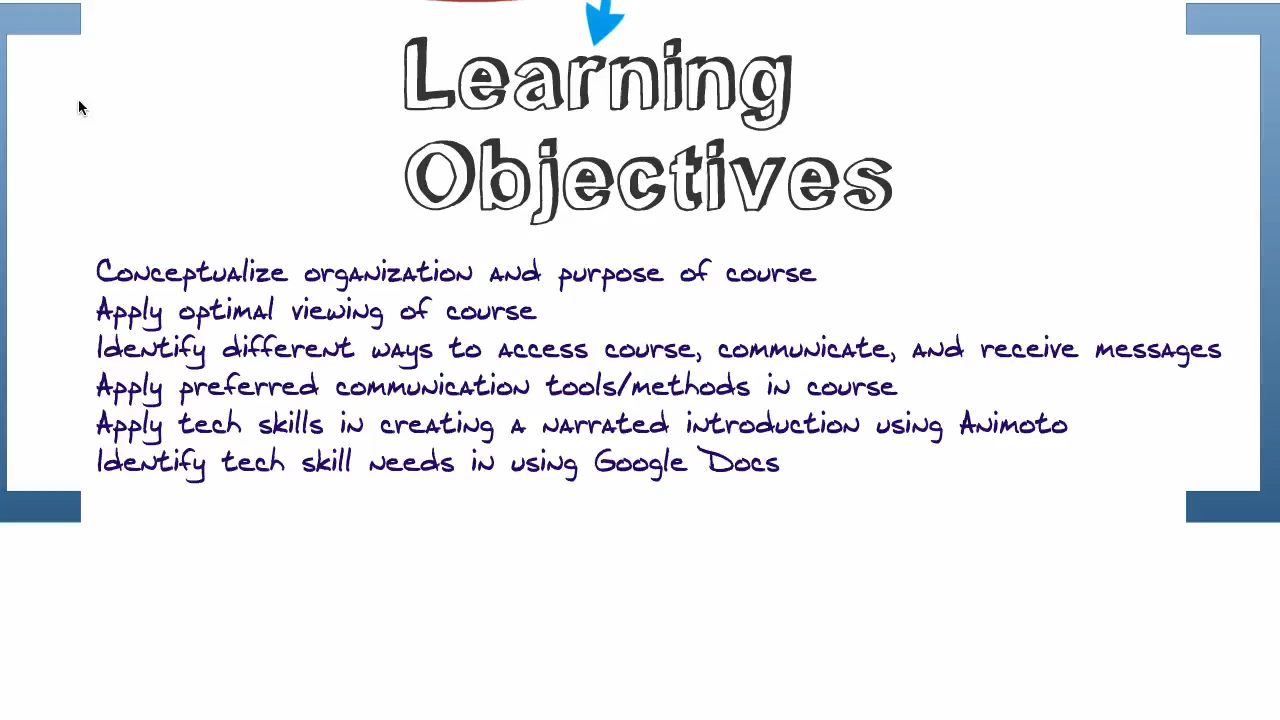 Learning
Objectives
Conceptualize organization and purpose of course
Apply optimal viewing of course
Identify different ways to access course, communicate, and receive messages
Apply preferred communication tools/methods in course
Apply tech skills in creating a narrated introduction using Animoto
Identify tech skill needs in using Google Docs